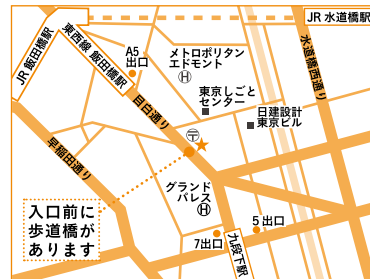 JR 水道橋駅
JR 飯田橋駅
東西線 飯田橋駅
A5
出口
メトロポリタン
エドモント
H
水道橋西通り
東京しごと
センター
日建設計
東京ビル
目白通り
〒
早稲田通り
グランド
パレス
H
入口前に
歩道橋が
あります
7出口
5出口
九段下駅